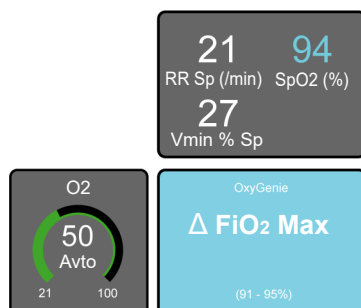 21 94
RR Sp (/min) SpO2 (%)
27
Vmin % Sp
O2
50
Avto
21 100
OxyGenie
Δ FiO₂ Max
(91 - 95%)